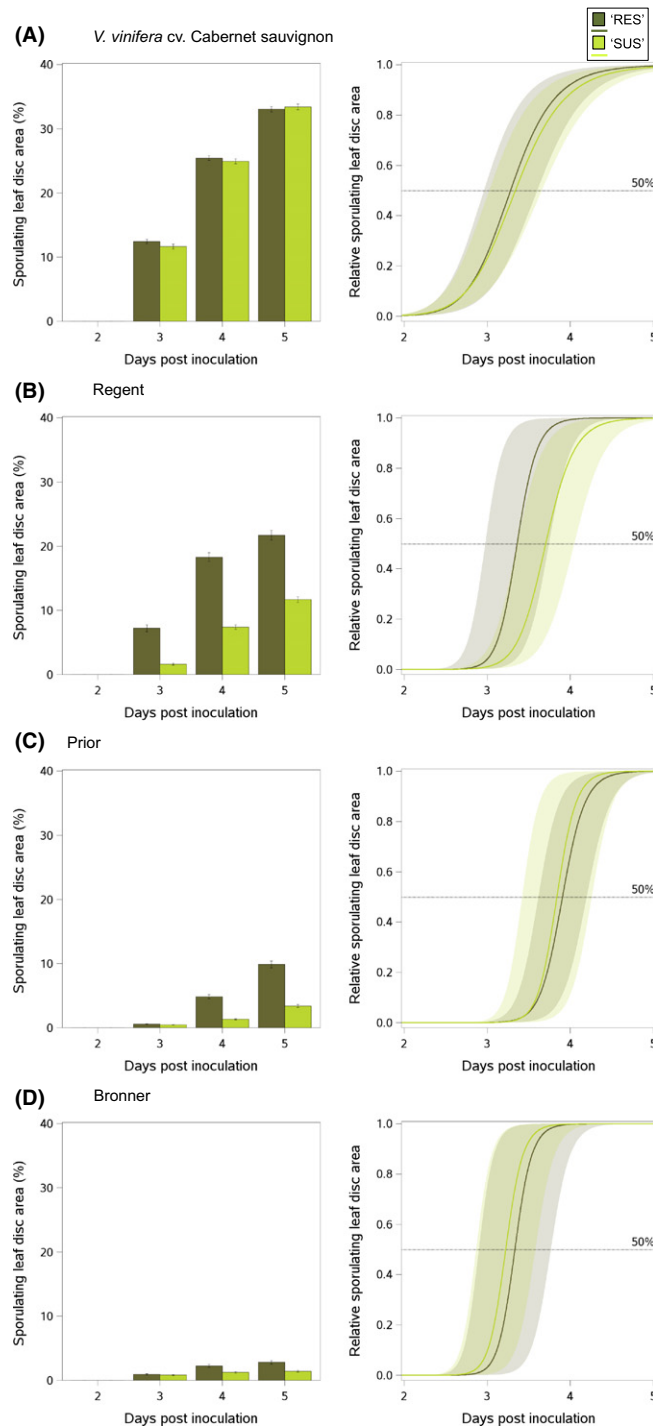 (A)
V. vinifera cv. Cabernet sauvignon
'RES'
'SUS'
Sporulating leaf disc area (%)
40
30
20
10
0
2 3 4 5
Days post inoculation
Relative sporulating leaf disc area
1.0
0.8
0.6
0.4
0.2
0.0
50%
2 3 4 5
Days post inoculation
(B)
Regent
Sporulating leaf disc area (%)
40
30
20
10
0
2 3 4 5
Days post inoculation
Relative sporulating leaf disc area
1.0
0.8
0.6
0.4
0.2
0.0
50%
2 3 4 5
Days post inoculation
(C)
Prior
Sporulating leaf disc area (%)
40
30
20
10
0
2 3 4 5
Days post inoculation
Relative sporulating leaf disc area
1.0
0.8
0.6
0.4
0.2
0.0
50%
2 3 4 5
Days post inoculation
(D)
Bronner
Sporulating leaf disc area (%)
40
30
20
10
0
2 3 4 5
Days post inoculation
Relative sporulating leaf disc area
1.0
0.8
0.6
0.4
0.2
0.0
50%
2 3 4 5
Days post inoculation